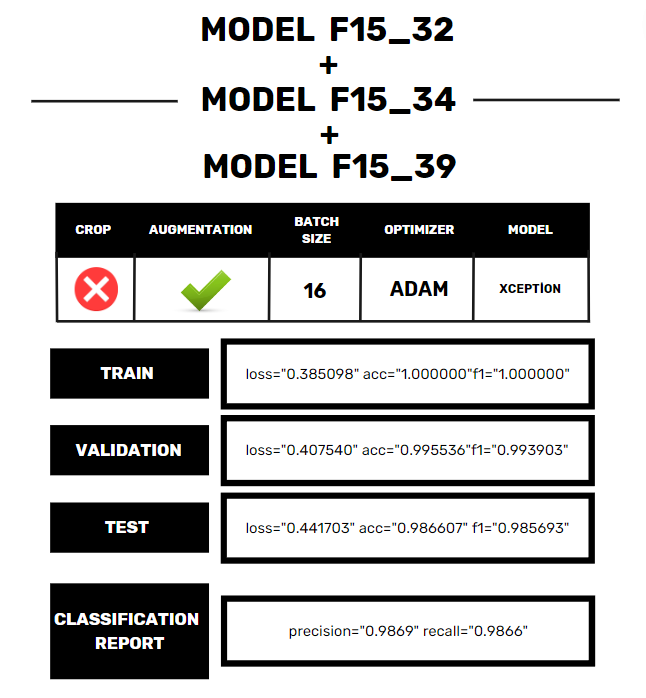 MODEL F15_32
+
MODEL F15_34
+
MODEL F15_39
CROP AUGMENTATION BATCH SIZE OPTIMIZER MODEL
16 ADAM XCEPTİON
TRAIN loss="0.385098" acc="1.000000"f1="1.000000"
VALIDATION loss="0.407540" acc="0.995536"f1="0.993903"
TEST loss="0.441703" acc="0.986607" f1="0.985693"
CLASSIFICATION REPORT precision="0.9869" recall="0.9866"